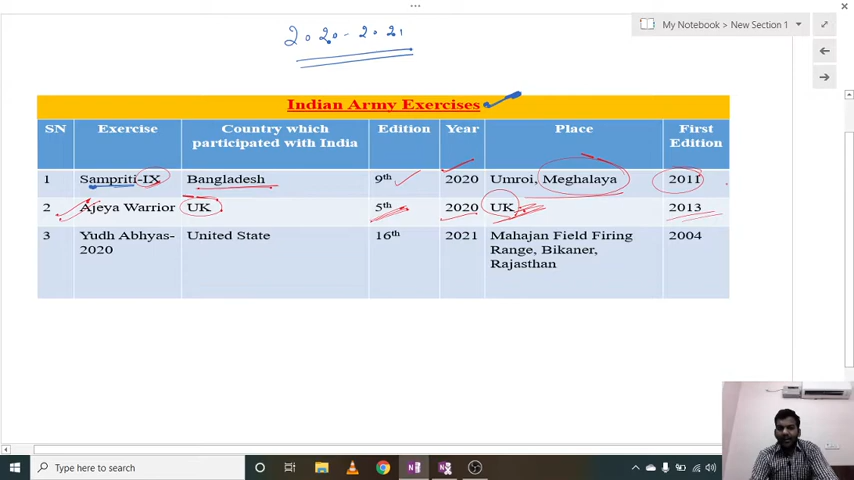 My Notebook > New Section 1
2020-2021
Indian Army Exercises
SN Exercise Country which participated with India Edition Year Place First Edition
1 Sampriti-IX Bangladesh 9th 2020 Umroi, Meghalaya 2011
2 Ajeya Warrior UK 5th 2020 UK 2013
3 Yudh Abhyas- United State 16th 2021 Mahajan Field Firing 2004
2020 Range, Bikaner,
Rajasthan
Type here to search